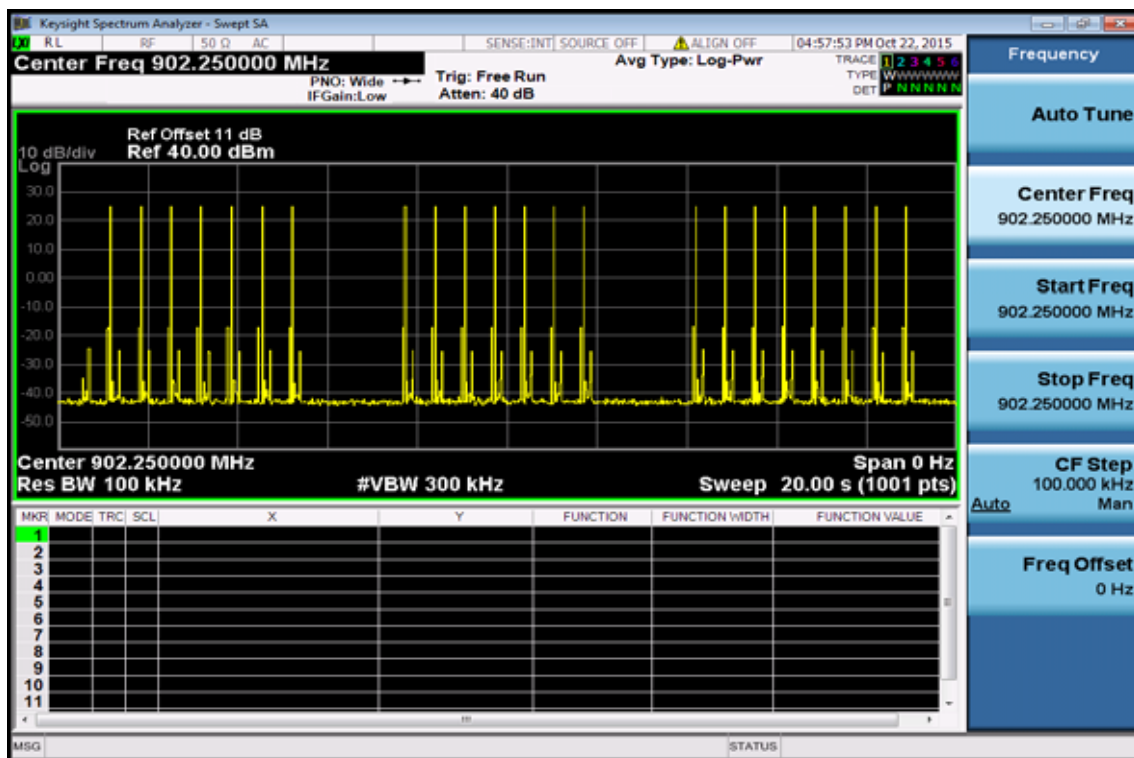 Keysight Spectrum Analyzer - Swept SA
LXI RL RF 50 Ω AC SENSE:INT SOURCE OFF ALIGN OFF 04:57:53 PM Oct 22, 2015
Center Freq 902.250000 MHz
PNO: Wide
IFGain:Low
Trig: Free Run
Atten: 40 dB
Avg Type: Log-Pwr
TRACE 1 2 3 4 5 6
TYPE WWWWWW
DET P N N N N N
Ref Offset 11 dB
10 dB/div Ref 40.00 dBm
Log
30.0
20.0
10.0
0.00
-10.0
-20.0
-30.0
-40.0
-50.0
Center 902.250000 MHz Span 0 Hz
Res BW 100 kHz #VBW 300 kHz Sweep 20.00 s (1001 pts)
MKR MODE TRC SCL X Y FUNCTION FUNCTION WIDTH FUNCTION VALUE
1
2
3
4
5
6
7
8
9
10
11
MSG STATUS
Frequency
Auto Tune
Center Freq
902.250000 MHz
Start Freq
902.250000 MHz
Stop Freq
902.250000 MHz
CF Step
100.000 kHz
Auto Man
Freq Offset
0 Hz